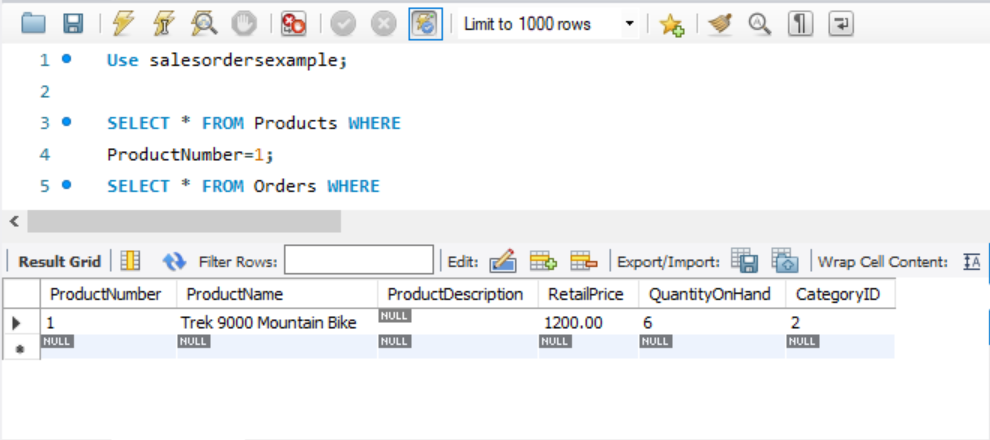 Limit to 1000 rows
1 Use salesordersexample;
2
3 SELECT * FROM Products WHERE
4 ProductNumber=1;
5 SELECT * FROM Orders WHERE
Result Grid Filter Rows: Edit: Export/Import: Wrap Cell Content:
ProductNumber ProductName ProductDescription RetailPrice QuantityOnHand CategoryID
1 Trek 9000 Mountain Bike NULL 1200.00 6 2
NULL NULL NULL NULL NULL NULL